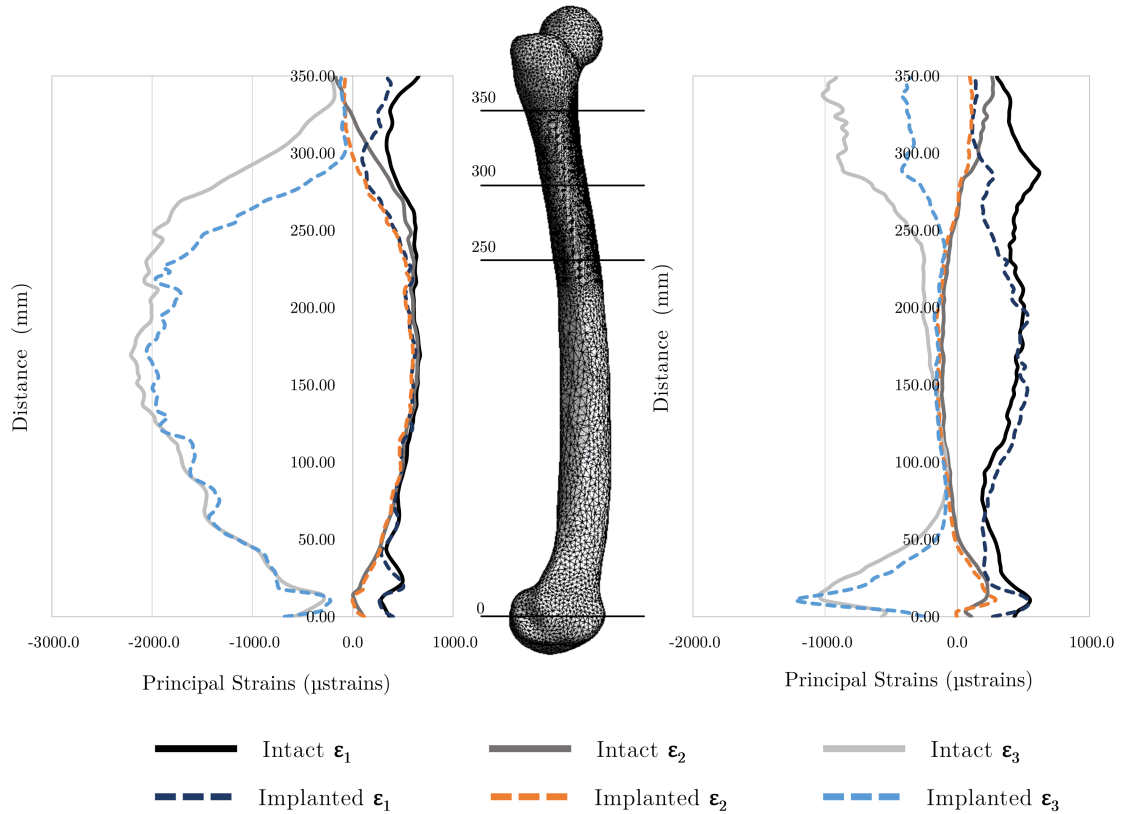 350.00
300.00
250.00
200.00
150.00
100.00
50.00
0.00
-3000.0 -2000.0 -1000.0 0.0 1000.0
Distance (mm)
Principal Strains (µstrains)
350
300
250
0
350.00
300.00
250.00
200.00
150.00
100.00
50.00
0.00
-2000.0 -1000.0 0.0 1000.0
Distance (mm)
Principal Strains (µstrains)
Intact ε1 Intact ε2 Intact ε3
Implanted ε1 Implanted ε2 Implanted ε3